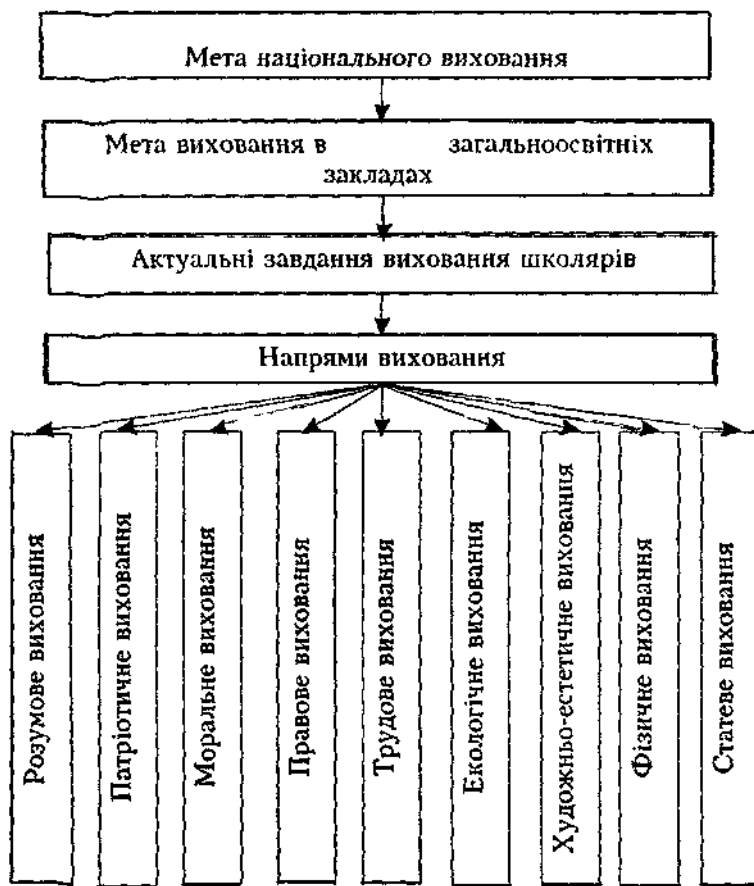 Мета національного виховання
Мета виховання в загальноосвітніх
закладах
Актуальні завдання виховання школярів
Напрями виховання
Розумове виховання
Патріотичне виховання
Моральне виховання
Правове виховання
Трудове виховання
Екологічне виховання
Художньо-естетичне виховання
Фізичне виховання
Статеве виховання